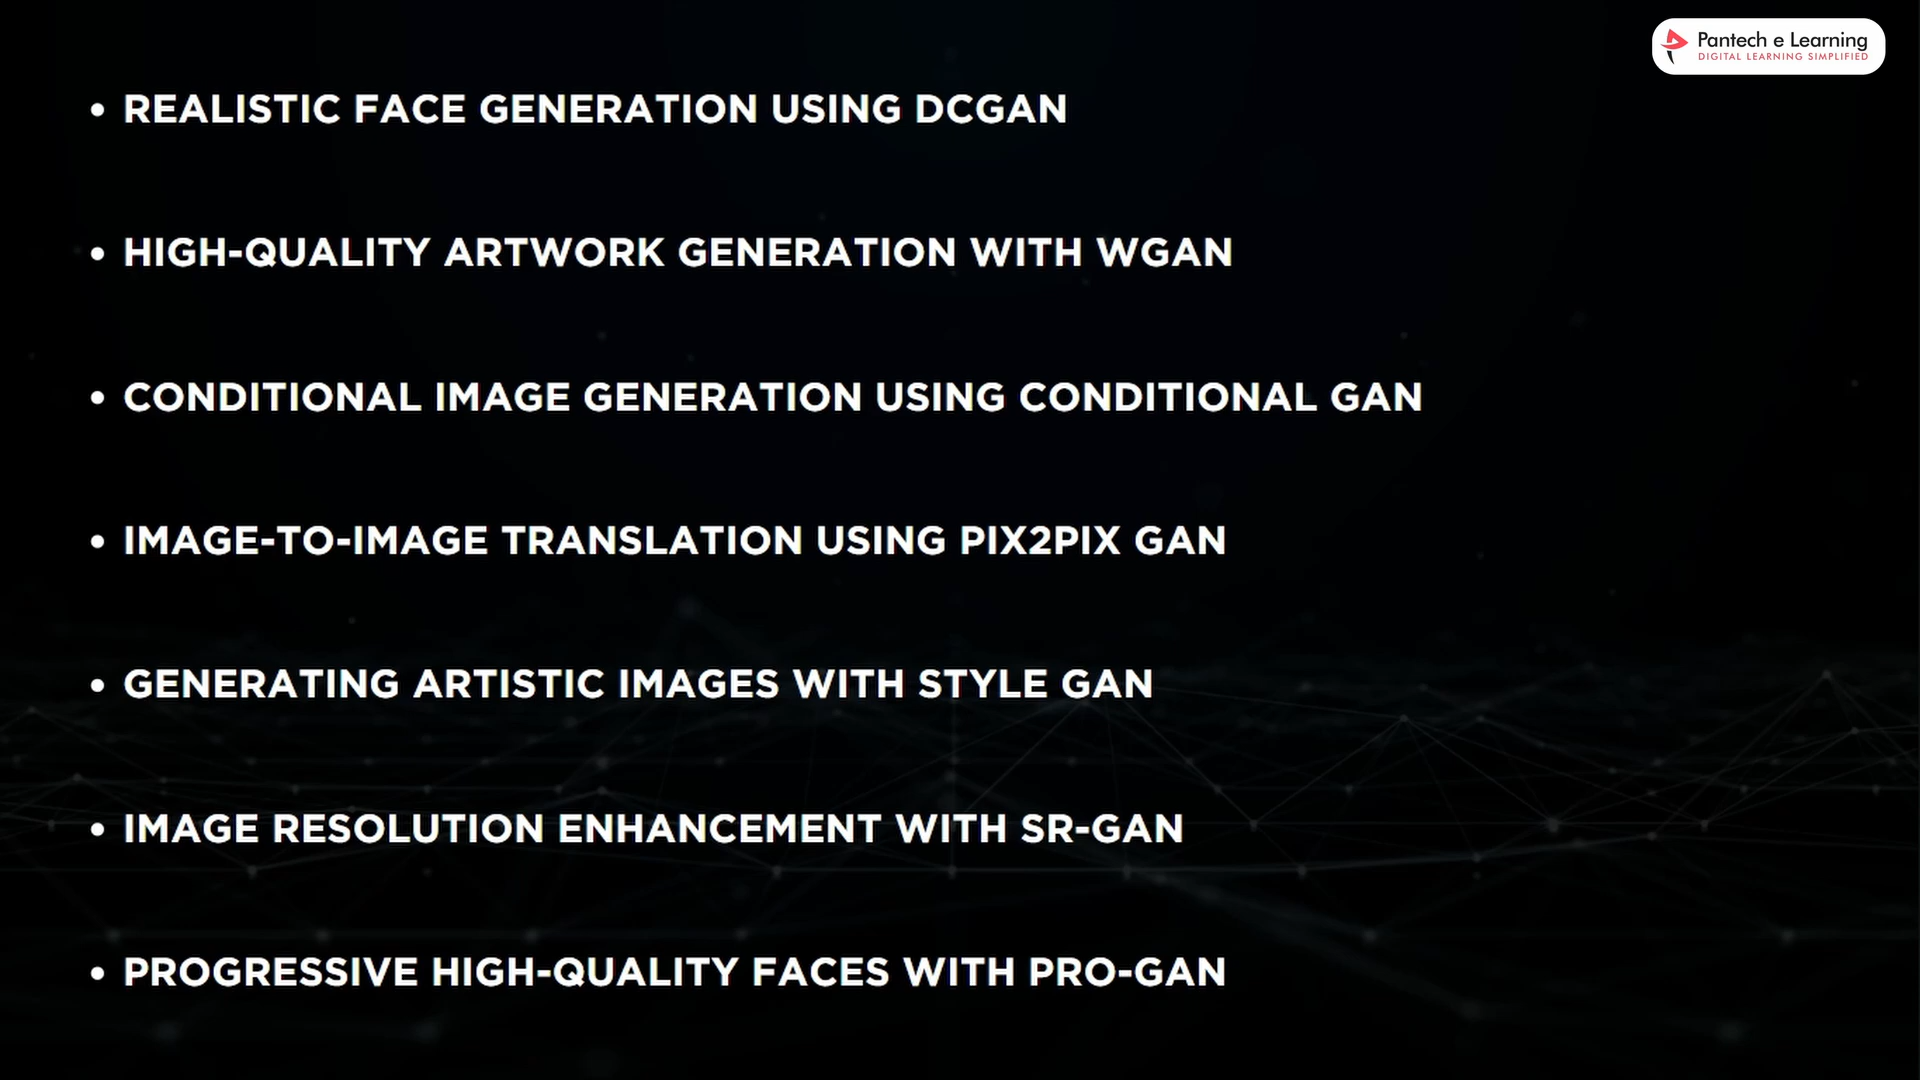 Pantech e Learning
DIGITAL LEARNING SIMPLIFIED
• REALISTIC FACE GENERATION USING DCGAN
• HIGH-QUALITY ARTWORK GENERATION WITH WGAN
• CONDITIONAL IMAGE GENERATION USING CONDITIONAL GAN
• IMAGE-TO-IMAGE TRANSLATION USING PIX2PIX GAN
• GENERATING ARTISTIC IMAGES WITH STYLE GAN
• IMAGE RESOLUTION ENHANCEMENT WITH SR-GAN
• PROGRESSIVE HIGH-QUALITY FACES WITH PRO-GAN